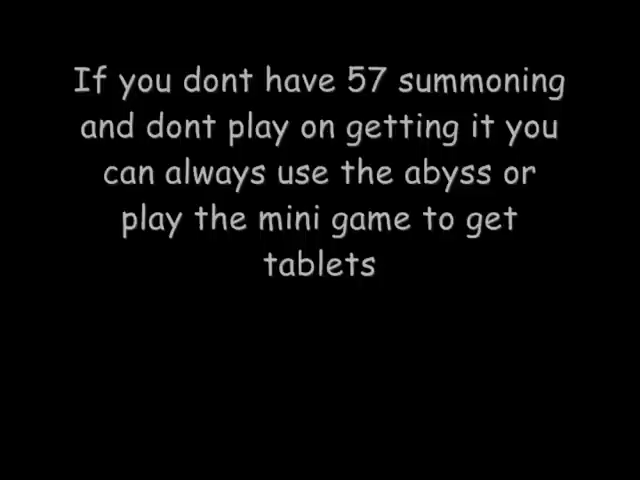 If you dont have 57 summoning
and dont play on getting it you
can always use the abyss or
play the mini game to get
tablets